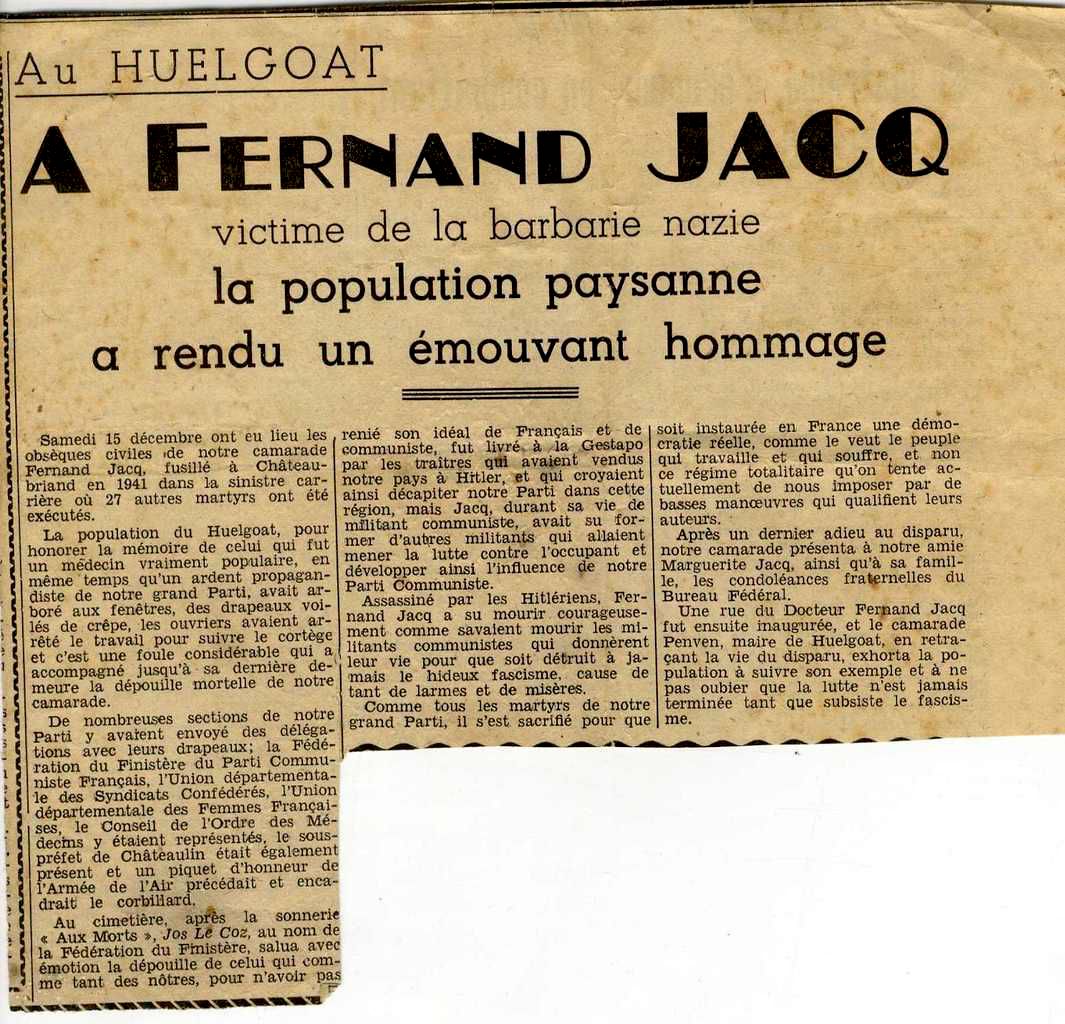 Au HUELGOAT
A FERNAND JACQ
victime de la barbarie nazie
la population paysanne
a rendu un émouvant hommage
Samedi 15 décembre ont eu lieu les
obsèques civiles de notre camarade
Fernand Jacq, fusillé à Château-
briand en 1941 dans la sinistre car-
rière où 27 autres martyrs ont été
exécutés.
La population du Huelgoat, pour
honorer la mémoire de celui qui fut
un médecin vraiment populaire, en
même temps qu'un ardent propagan-
diste de notre grand Parti, avait ar-
boré aux fenêtres, des drapeaux voi-
lés de crêpe, les ouvriers avaient ar-
rêté le travail pour suivre le cortège
et c'est une foule considérable qui a
accompagné jusqu'à sa dernière de-
meure la dépouille mortelle de notre
camarade.
De nombreuses sections de notre
Parti y avaient envoyé des déléga-
tions avec leurs drapeaux; la Fédé-
ration du Finistère du Parti Commu-
niste Français, l'Union départementa-
le des Syndicats Confédérés, l'Union
départementale des Femmes Françai-
ses, le Conseil de l'Ordre des Mé-
decins y étaient représentés, le sous-
préfet de Châteaulin était également
présent et un piquet d'honneur de
l'Armée de l'Air précédait et enca-
drait le corbillard.
Au cimetière, après la sonnerie
« Aux Morts », Jos Le Coz, au nom de
la Fédération du Finistère, salua avec
émotion la dépouille de celui qui com-
me tant des nôtres, pour n'avoir pas
renié son idéal de Français et de
communiste, fut livré à la Gestapo
par les traîtres qui avaient vendus
notre pays à Hitler, et qui croyaient
ainsi décapiter notre Parti dans cette
région, mais Jacq, durant sa vie de
militant communiste, avait su for-
mer d'autres militants qui allaient
mener la lutte contre l'occupant et
développer ainsi l'influence de notre
Parti Communiste.
Assassiné par les Hitlériens, Fer-
nand Jacq a su mourir courageuse-
ment comme savaient mourir les mi-
litants communistes qui donnèrent
leur vie pour que soit détruit à ja-
mais le hideux fascisme, cause de
tant de larmes et de misères.
Comme tous les martyrs de notre
grand Parti, il s'est sacrifié pour que
soit instaurée en France une démo-
cratie réelle, comme le veut le peuple
qui travaille et qui souffre, et non
ce régime totalitaire qu'on tente ac-
tuellement de nous imposer par de
basses manœuvres qui qualifient leurs
auteurs.
Après un dernier adieu au disparu,
notre camarade présenta à notre amie
Marguerite Jacq, ainsi qu'à sa famil-
le, les condoléances fraternelles du
Bureau Fédéral.
Une rue du Docteur Fernand Jacq
fut ensuite inaugurée, et le camarade
Penven, maire de Huelgoat, en retra-
çant la vie du disparu, exhorta la po-
pulation à suivre son exemple et à ne
pas oubier que la lutte n'est jamais
terminée tant que subsiste le fascis-
me.